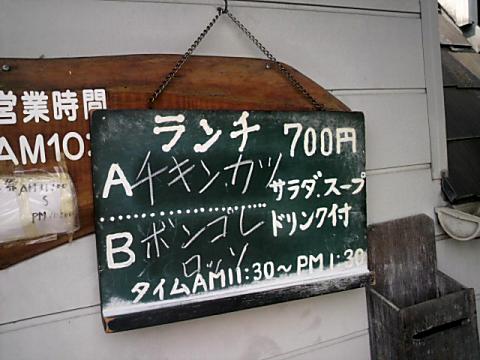 営業時間
AM10:
ランチ 700円
A チキンカツ
サラダ.スープ
B ボンゴレ
ロッソ
ドリンク付
タイムAM11:30～PM1:30